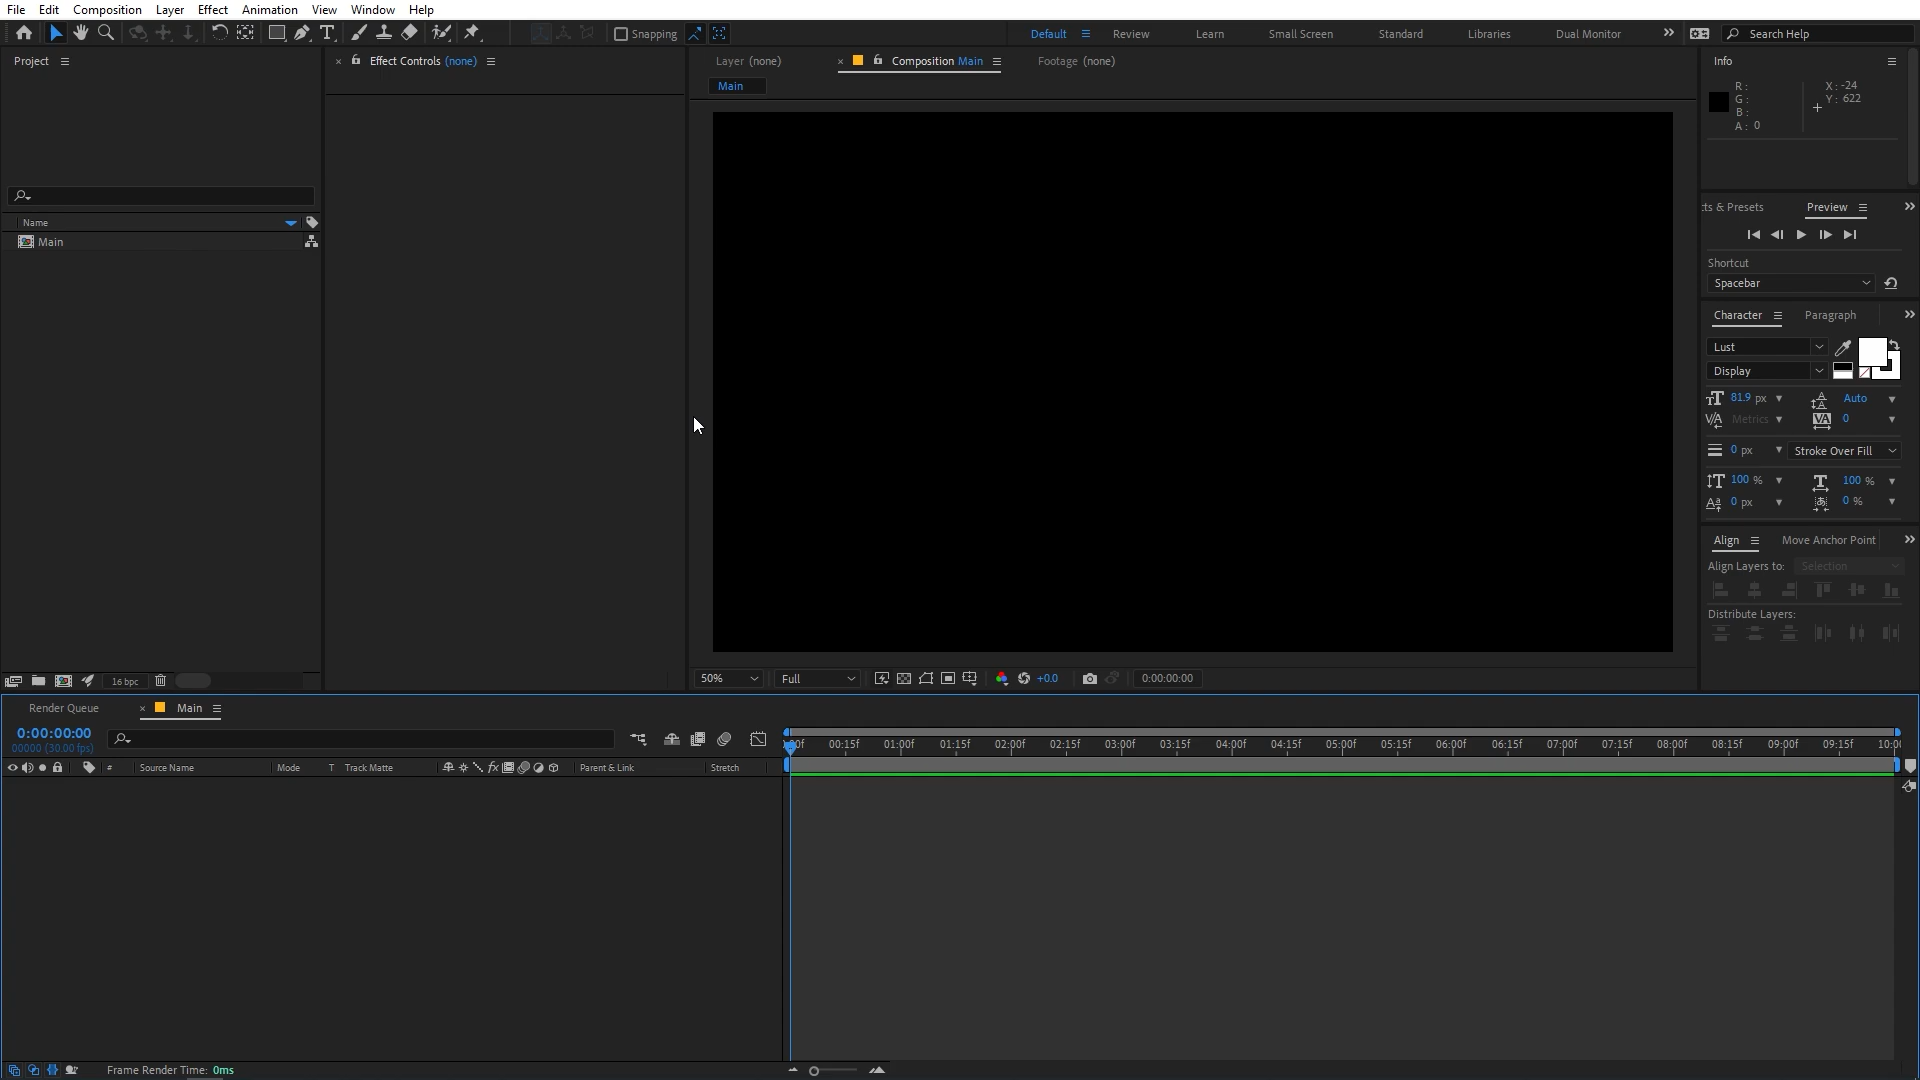 File Edit Composition Layer Effect Animation View Window Help
Snapping Default Review Learn Small Screen Standard Libraries Dual Monitor Search Help
Project Effect Controls (none) Layer (none) Composition Main Footage (none) Info
Main
R: X: -24
G: Y: 622
B:
A: 0
ts & Presets Preview
Name
Main
Shortcut
Spacebar
Character Paragraph
Lust
Display
81.9 px Auto
Metrics 0
0 px Stroke Over Fill
100 % 100 %
0 px 0 %
Align Move Anchor Point
Align Layers to: Selection
Distribute Layers:
16 bpc 50% Full +0.0 0:00:00:00
Render Queue Main
0:00:00:00
00000 (30.00 fps)
00f 00:15f 01:00f 01:15f 02:00f 02:15f 03:00f 03:15f 04:00f 04:15f 05:00f 05:15f 06:00f 06:15f 07:00f 07:15f 08:00f 08:15f 09:00f 09:15f 10:0
# Source Name Mode T Track Matte fx Parent & Link Stretch
Frame Render Time: 0ms